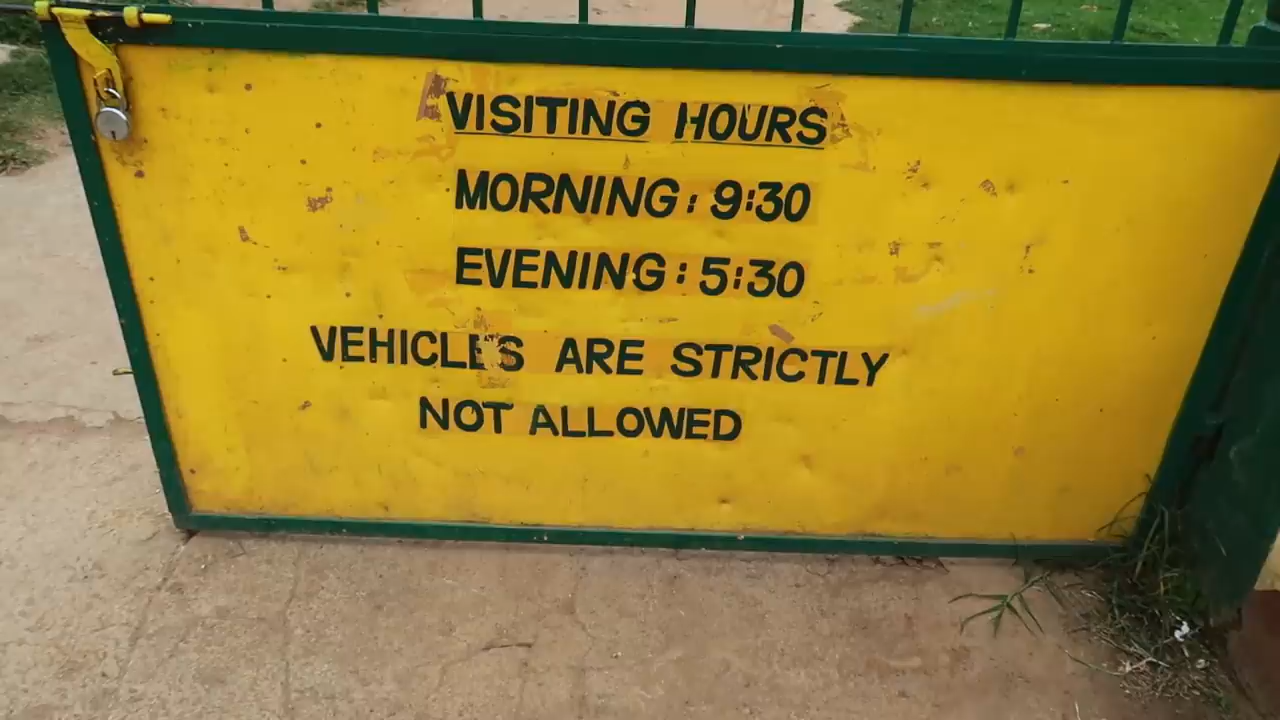 VISITING HOURS
MORNING: 9:30
EVENING: 5:30
VEHICLES ARE STRICTLY
NOT ALLOWED